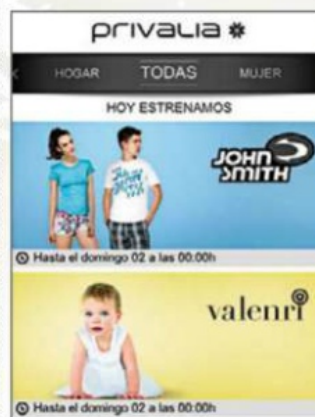 privalia
HOGAR TODAS MUJER
HOY ESTRENAMOS
JOHN
SMITH
Hasta el domingo 02 a las 00:00h
valenri
Hasta el domingo 02 a las 00:00h